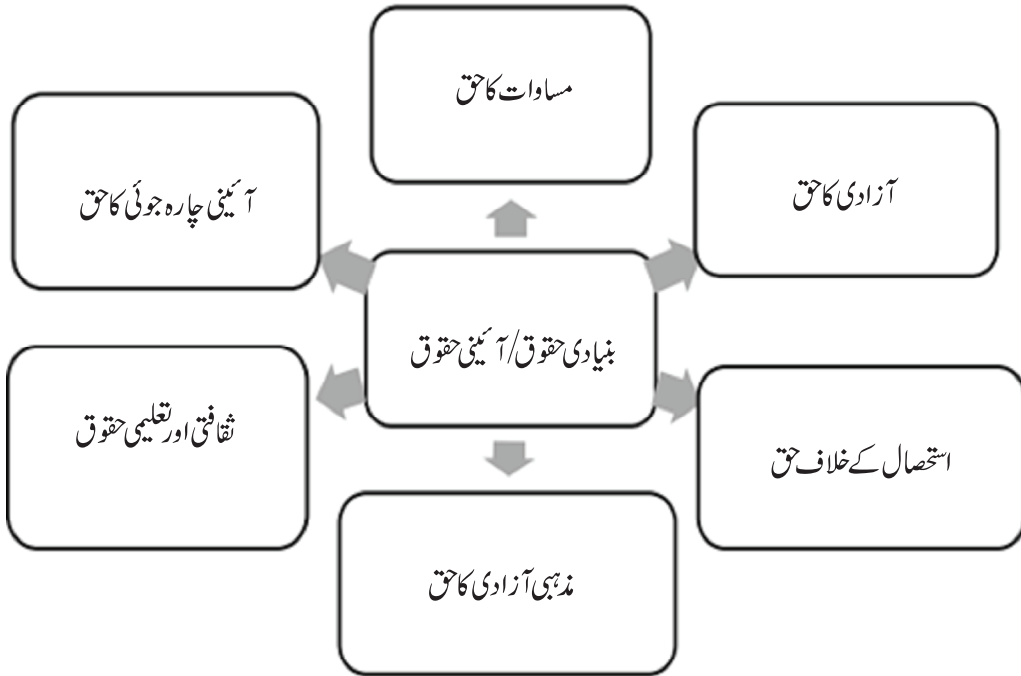 مساوات کا حق
آزادی کا حق
آئینی چارہ جوئی کا حق
بنیادی حقوق/آئینی حقوق
ثقافتی اور تعلیمی حقوق
استحصال کے خلاف حق
مذہبی آزادی کا حق